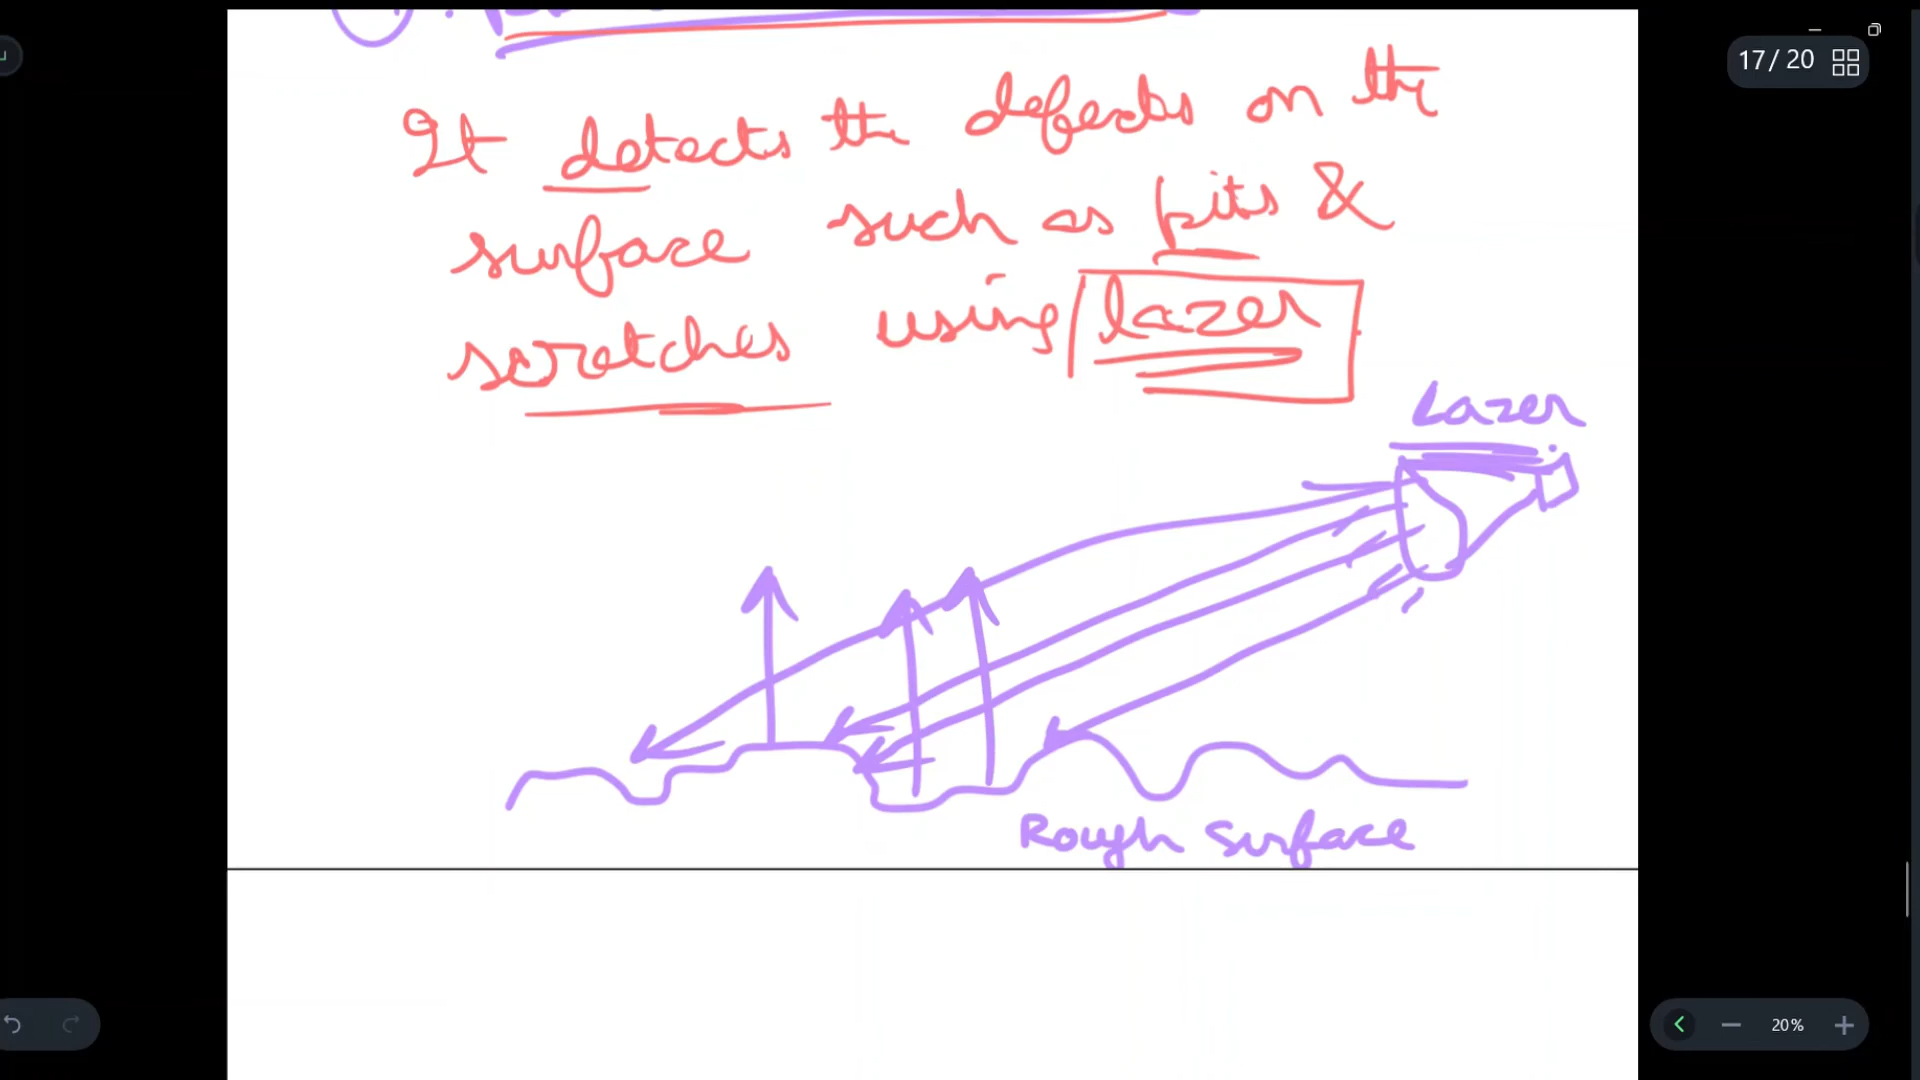 17/ 20
It detects the defects on the
surface such as pits &
scratches using lazer
Lazer
Rough surface
20%